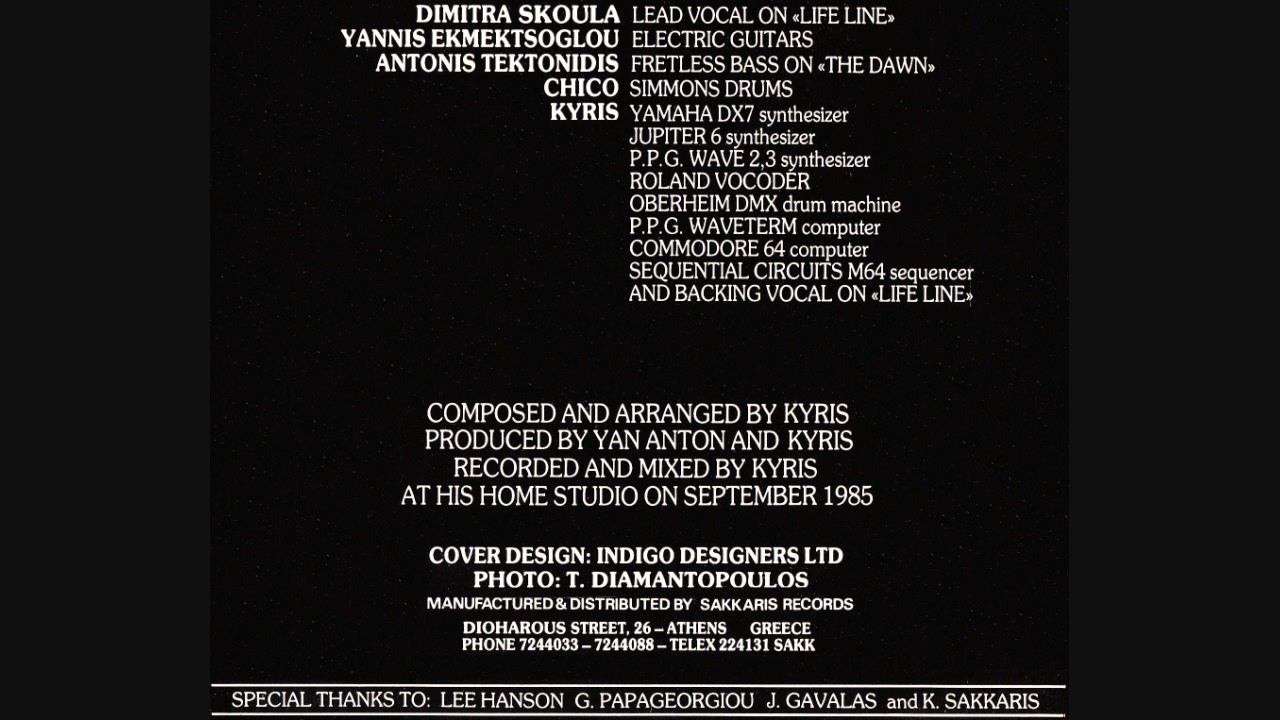 DIMITRA SKOULA LEAD VOCAL ON «LIFE LINE»
YANNIS EKMEKTSOGLOU ELECTRIC GUITARS
ANTONIS TEKTONIDIS FRETLESS BASS ON «THE DAWN»
CHICO SIMMONS DRUMS
KYRIS YAMAHA DX7 synthesizer
JUPITER 6 synthesizer
P.P.G. WAVE 2,3 synthesizer
ROLAND VOCODER
OBERHEIM DMX drum machine
P.P.G. WAVETERM computer
COMMODORE 64 computer
SEQUENTIAL CIRCUITS M64 sequencer
AND BACKING VOCAL ON «LIFE LINE»
COMPOSED AND ARRANGED BY KYRIS
PRODUCED BY YAN ANTON AND KYRIS
RECORDED AND MIXED BY KYRIS
AT HIS HOME STUDIO ON SEPTEMBER 1985
COVER DESIGN: INDIGO DESIGNERS LTD
PHOTO: T. DIAMANTOPOULOS
MANUFACTURED & DISTRIBUTED BY SAKKARIS RECORDS
DIOHAROUS STREET, 26 – ATHENS GREECE
PHONE 7244033 – 7244088 – TELEX 224131 SAKK
SPECIAL THANKS TO: LEE HANSON G. PAPAGEORGIOU J. GAVALAS and K. SAKKARIS